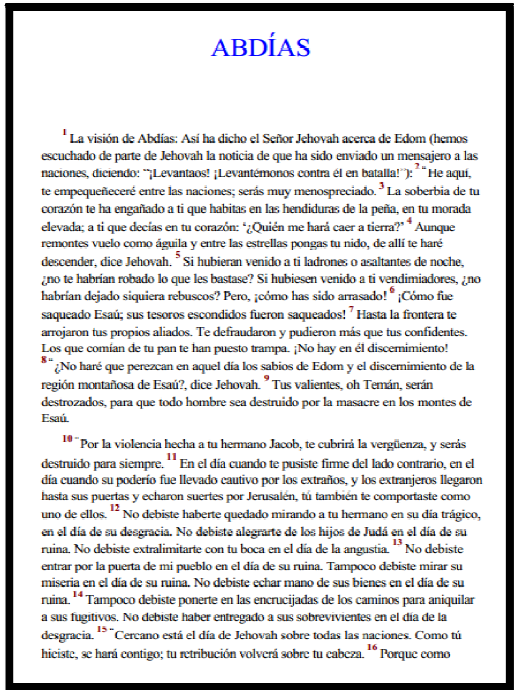 ABDÍAS
1 La visión de Abdías: Así ha dicho el Señor Jehovah acerca de Edom (hemos
escuchado de parte de Jehovah la noticia de que ha sido enviado un mensajero a las
naciones, diciendo: “¡Levantaos! ¡Levantémonos contra él en batalla!”): 2 “He aquí,
te empequeñeceré entre las naciones; serás muy menospreciado. 3 La soberbia de tu
corazón te ha engañado a ti que habitas en las hendiduras de la peña, en tu morada
elevada; a ti que decías en tu corazón: ‘¿Quién me hará caer a tierra?’ 4 Aunque
remontes vuelo como águila y entre las estrellas pongas tu nido, de allí te haré
descender, dice Jehovah. 5 Si hubieran venido a ti ladrones o asaltantes de noche,
¿no te habrían robado lo que les bastase? Si hubiesen venido a ti vendimiadores, ¿no
habrían dejado siquiera rebuscos? Pero, ¡cómo has sido arrasado! 6 ¡Cómo fue
saqueado Esaú; sus tesoros escondidos fueron saqueados! 7 Hasta la frontera te
arrojaron tus propios aliados. Te defraudaron y pudieron más que tus confidentes.
Los que comían de tu pan te han puesto trampa. ¡No hay en él discernimiento!
8 “¿No haré que perezcan en aquel día los sabios de Edom y el discernimiento de la
región montañosa de Esaú?, dice Jehovah. 9 Tus valientes, oh Temán, serán
destrozados, para que todo hombre sea destruido por la masacre en los montes de
Esaú.
10 “Por la violencia hecha a tu hermano Jacob, te cubrirá la vergüenza, y serás
destruido para siempre. 11 En el día cuando te pusiste firme del lado contrario, en el
día cuando su poderío fue llevado cautivo por los extraños, y los extranjeros llegaron
hasta sus puertas y echaron suertes por Jerusalén, tú también te comportaste como
uno de ellos. 12 No debiste haberte quedado mirando a tu hermano en su día trágico,
en el día de su desgracia. No debiste alegrarte de los hijos de Judá en el día de su
ruina. No debiste extralimitarte con tu boca en el día de la angustia. 13 No debiste
entrar por la puerta de mi pueblo en el día de su ruina. Tampoco debiste mirar su
miseria en el día de su ruina. No debiste echar mano de sus bienes en el día de su
ruina. 14 Tampoco debiste ponerte en las encrucijadas de los caminos para aniquilar
a sus fugitivos. No debiste haber entregado a sus sobrevivientes en el día de la
desgracia. 15 “Cercano está el día de Jehovah sobre todas las naciones. Como tú
hiciste, se hará contigo; tu retribución volverá sobre tu cabeza. 16 Porque como